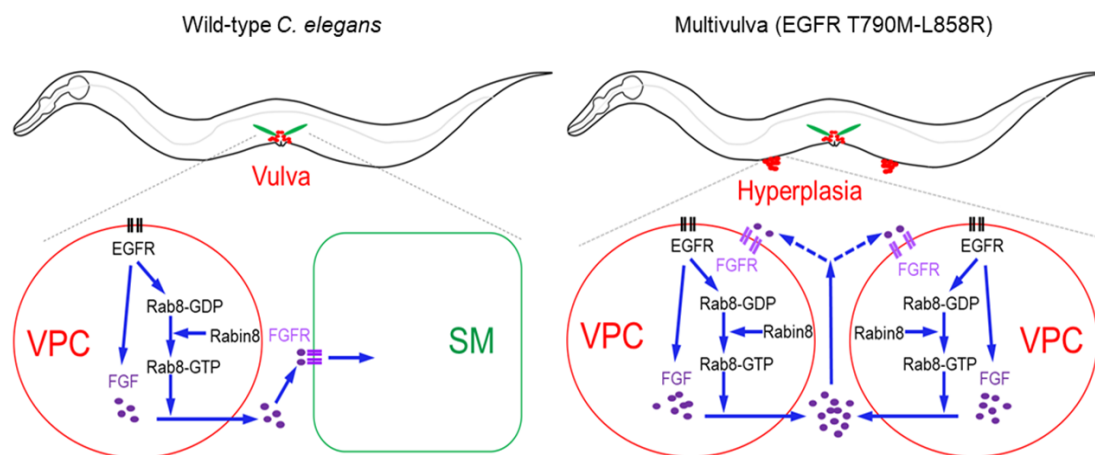 Wild-type C. elegans
Multivulva (EGFR T790M-L858R)
Vulva
Hyperplasia
EGFR
Rab8-GDP
VPC
Rabin8
FGFR
SM
Rab8-GTP
FGF
EGFR
FGFR
Rab8-GDP
VPC
Rabin8
Rab8-GTP
FGF
EGFR
FGFR
Rab8-GDP
Rabin8
VPC
Rab8-GTP
FGF